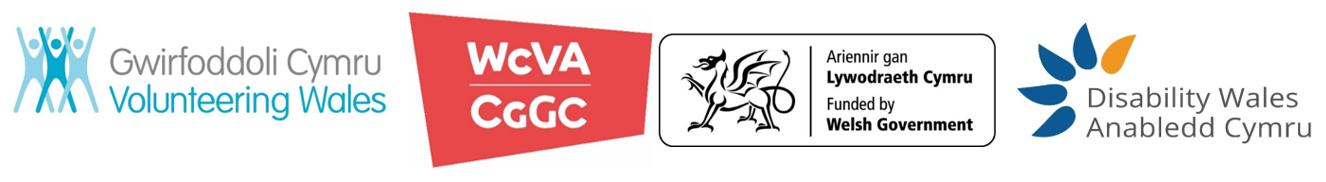 Gwirfoddoli Cymru
Volunteering Wales
WCVA
CGGC
Ariennir gan
Lywodraeth Cymru
Funded by
Welsh Government
Disability Wales
Anabledd Cymru